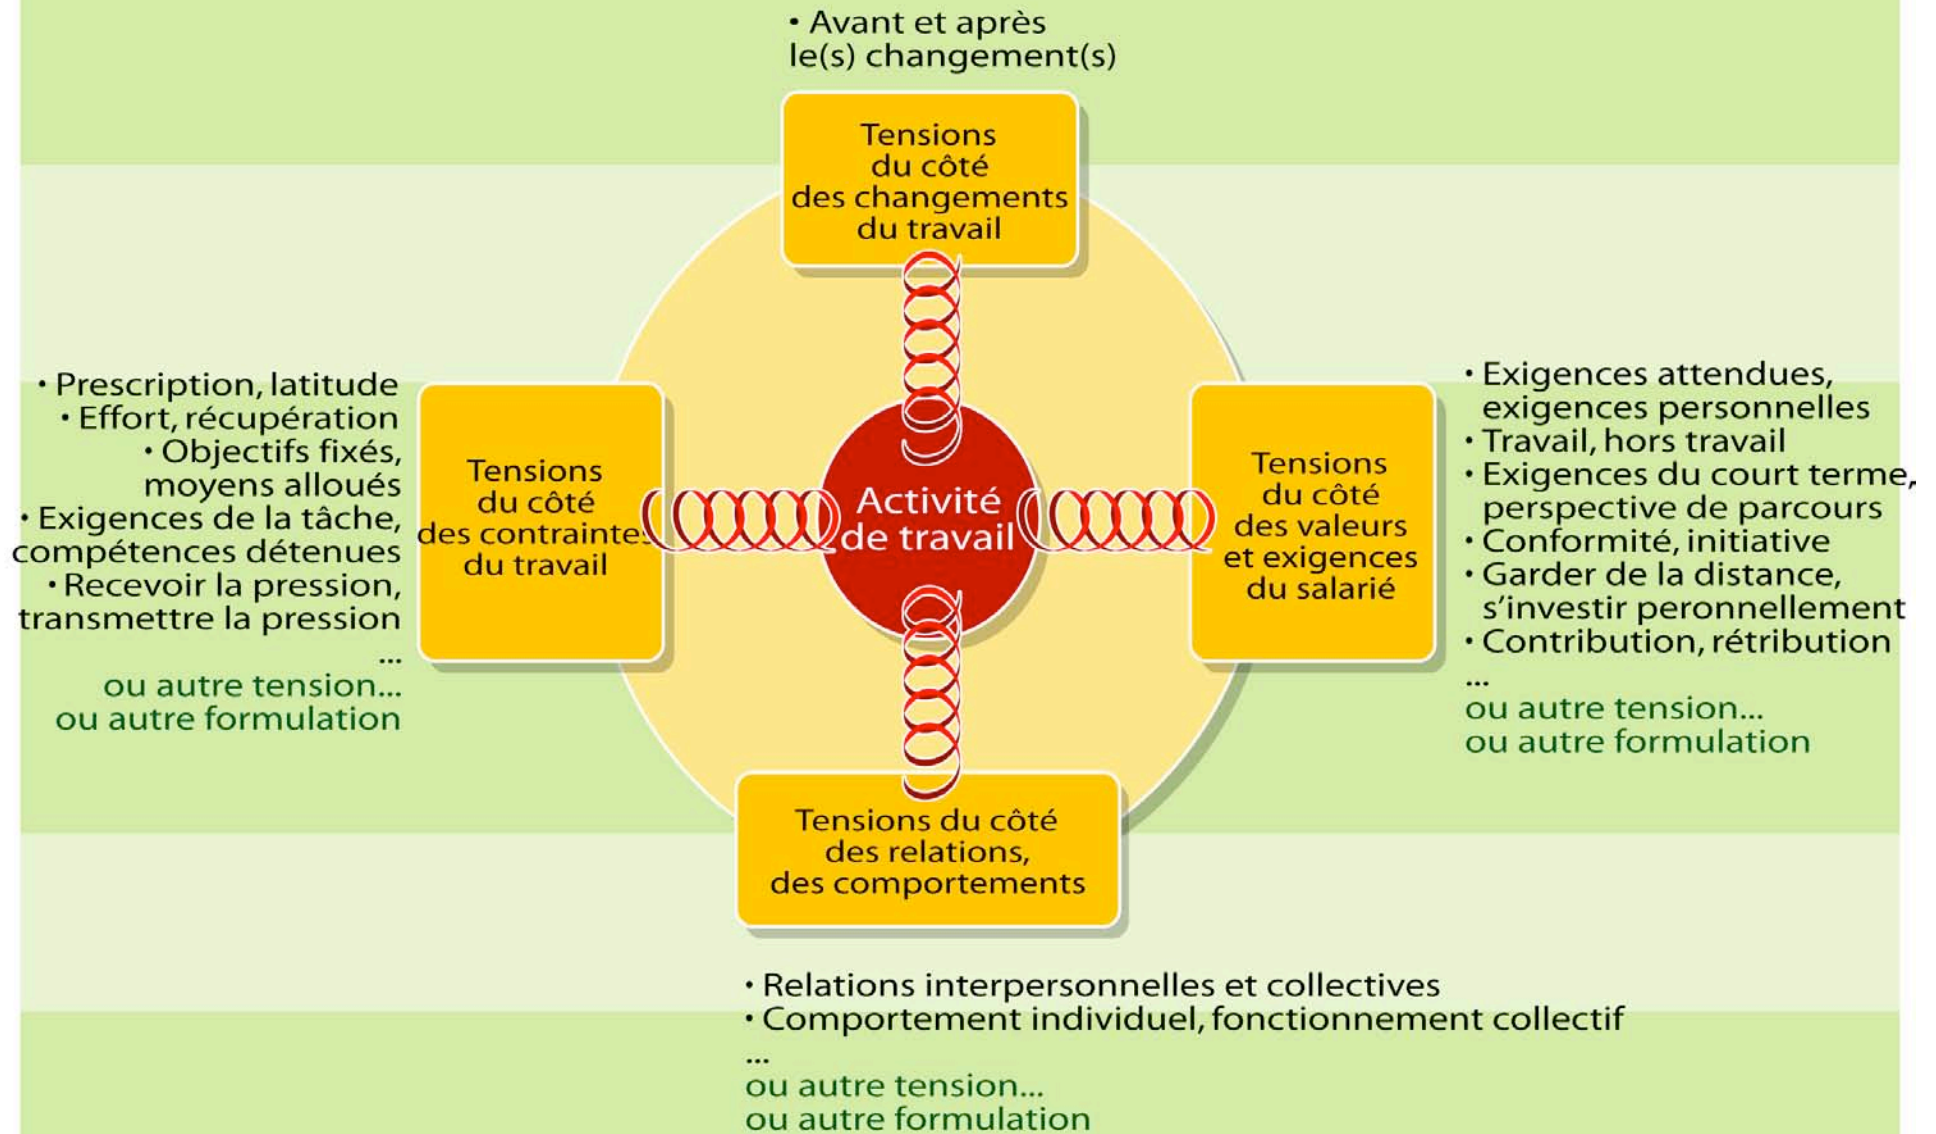 • Avant et après
le(s) changement(s)
Tensions
du côté
des changements
du travail
• Prescription, latitude
• Effort, récupération
• Objectifs fixés,
moyens alloués
• Exigences de la tâche,
compétences détenues
• Recevoir la pression,
transmettre la pression
...
ou autre tension...
ou autre formulation
Tensions
du côté
des contraintes
du travail
Activité
de travail
Tensions
du côté
des valeurs
et exigences
du salarié
• Exigences attendues,
exigences personnelles
• Travail, hors travail
• Exigences du court terme,
perspective de parcours
• Conformité, initiative
• Garder de la distance,
s’investir peronnellement
• Contribution, rétribution
...
ou autre tension...
ou autre formulation
Tensions du côté
des relations,
des comportements
• Relations interpersonnelles et collectives
• Comportement individuel, fonctionnement collectif
...
ou autre tension...
ou autre formulation